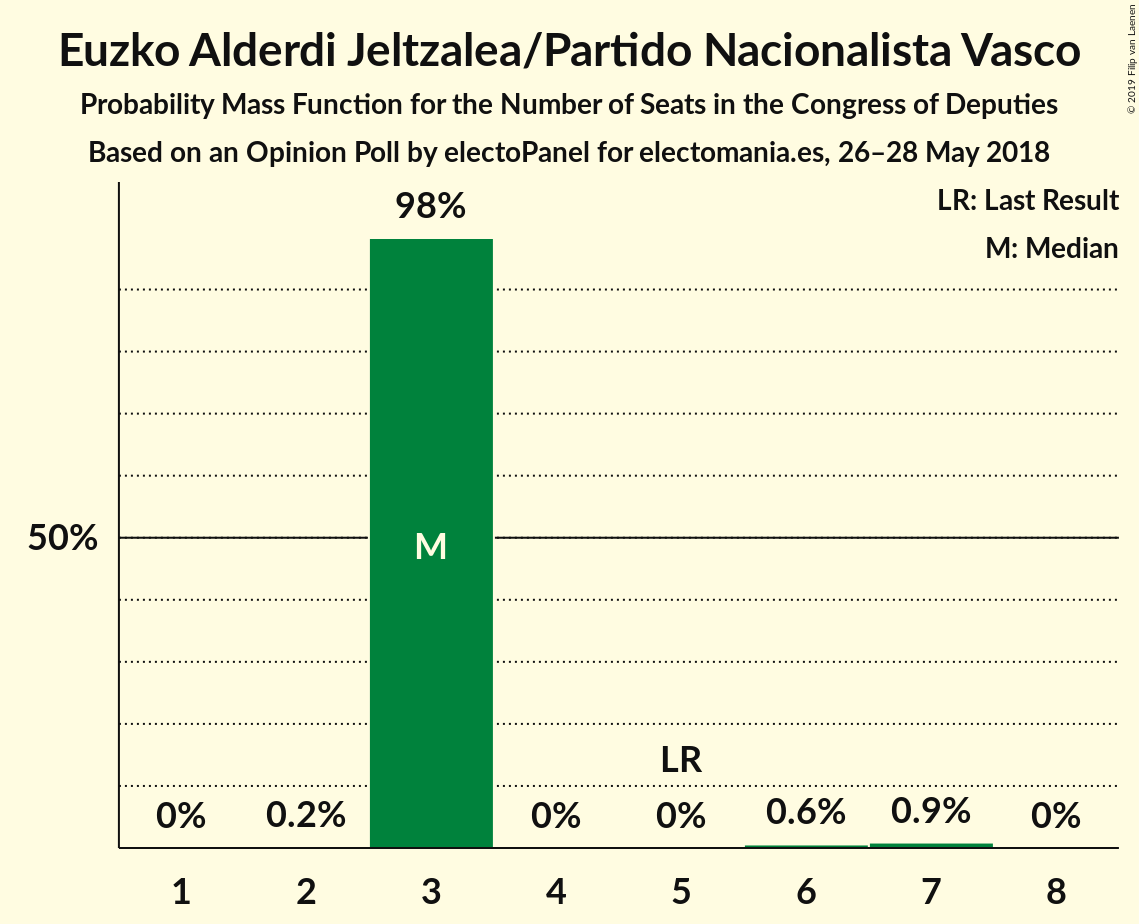 Euzko Alderdi Jeltzalea/Partido Nacionalista Vasco
Probability Mass Function for the Number of Seats in the Congress of Deputies
Based on an Opinion Poll by electoPanel for electomania.es, 26–28 May 2018
© 2019 Filip van Laenen
LR: Last Result
M: Median
98%
50%
M
LR
0% 0.2% 0% 0% 0.6% 0.9% 0%
1 2 3 4 5 6 7 8